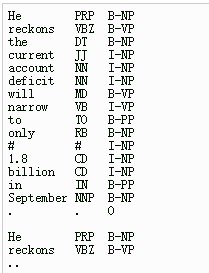 He PRP B-NP
reckons VBZ B-VP
the DT B-NP
current JJ I-NP
account NN I-NP
deficit NN I-NP
will MD B-VP
narrow VB I-VP
to TO B-PP
only RB B-NP
# # I-NP
1.8 CD I-NP
billion CD I-NP
in IN B-PP
September NNP B-NP
. . O

He PRP B-NP
reckons VBZ B-VP
..